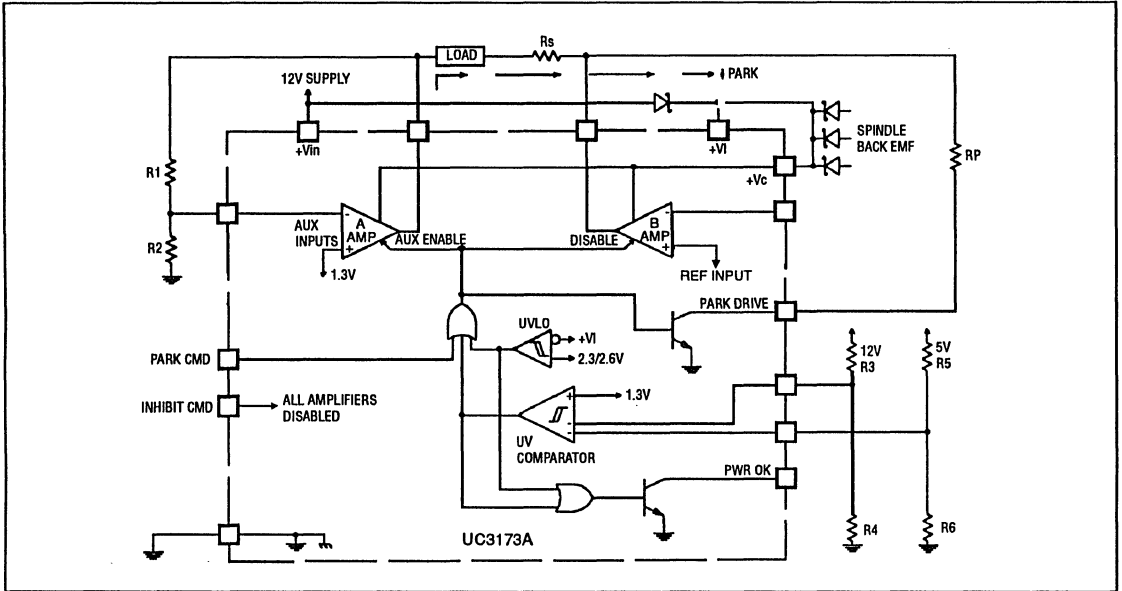 LOAD
Rs
I PARK
12V SUPPLY
+Vin
+VI
SPINDLE
BACK EMF
RP
+Vc
R1
R2
AUX
INPUTS
-
A
AMP
+
AUX ENABLE
1.3V
DISABLE
-
B
AMP
+
REF INPUT
PARK DRIVE
UVLO
+VI
2.3/2.6V
PARK CMD
INHIBIT CMD
ALL AMPLIFIERS
DISABLED
12V
R3
5V
R5
+
-
-
1.3V
UV
COMPARATOR
PWR OK
R4
R6
UC3173A